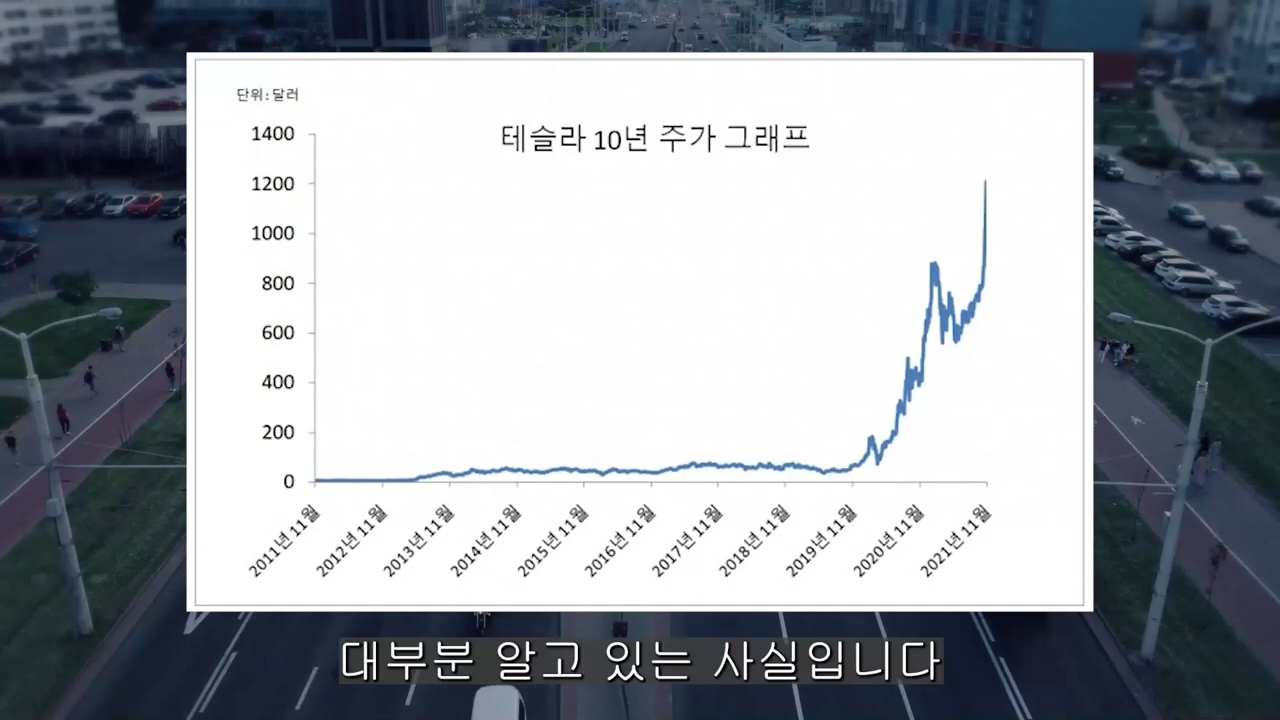 단위: 달러
테슬라 10년 주가 그래프
1400
1200
1000
800
600
400
200
0
2011년 11월
2012년 11월
2013년 11월
2014년 11월
2015년 11월
2016년 11월
2017년 11월
2018년 11월
2019년 11월
2020년 11월
2021년 11월
대부분 알고 있는 사실입니다